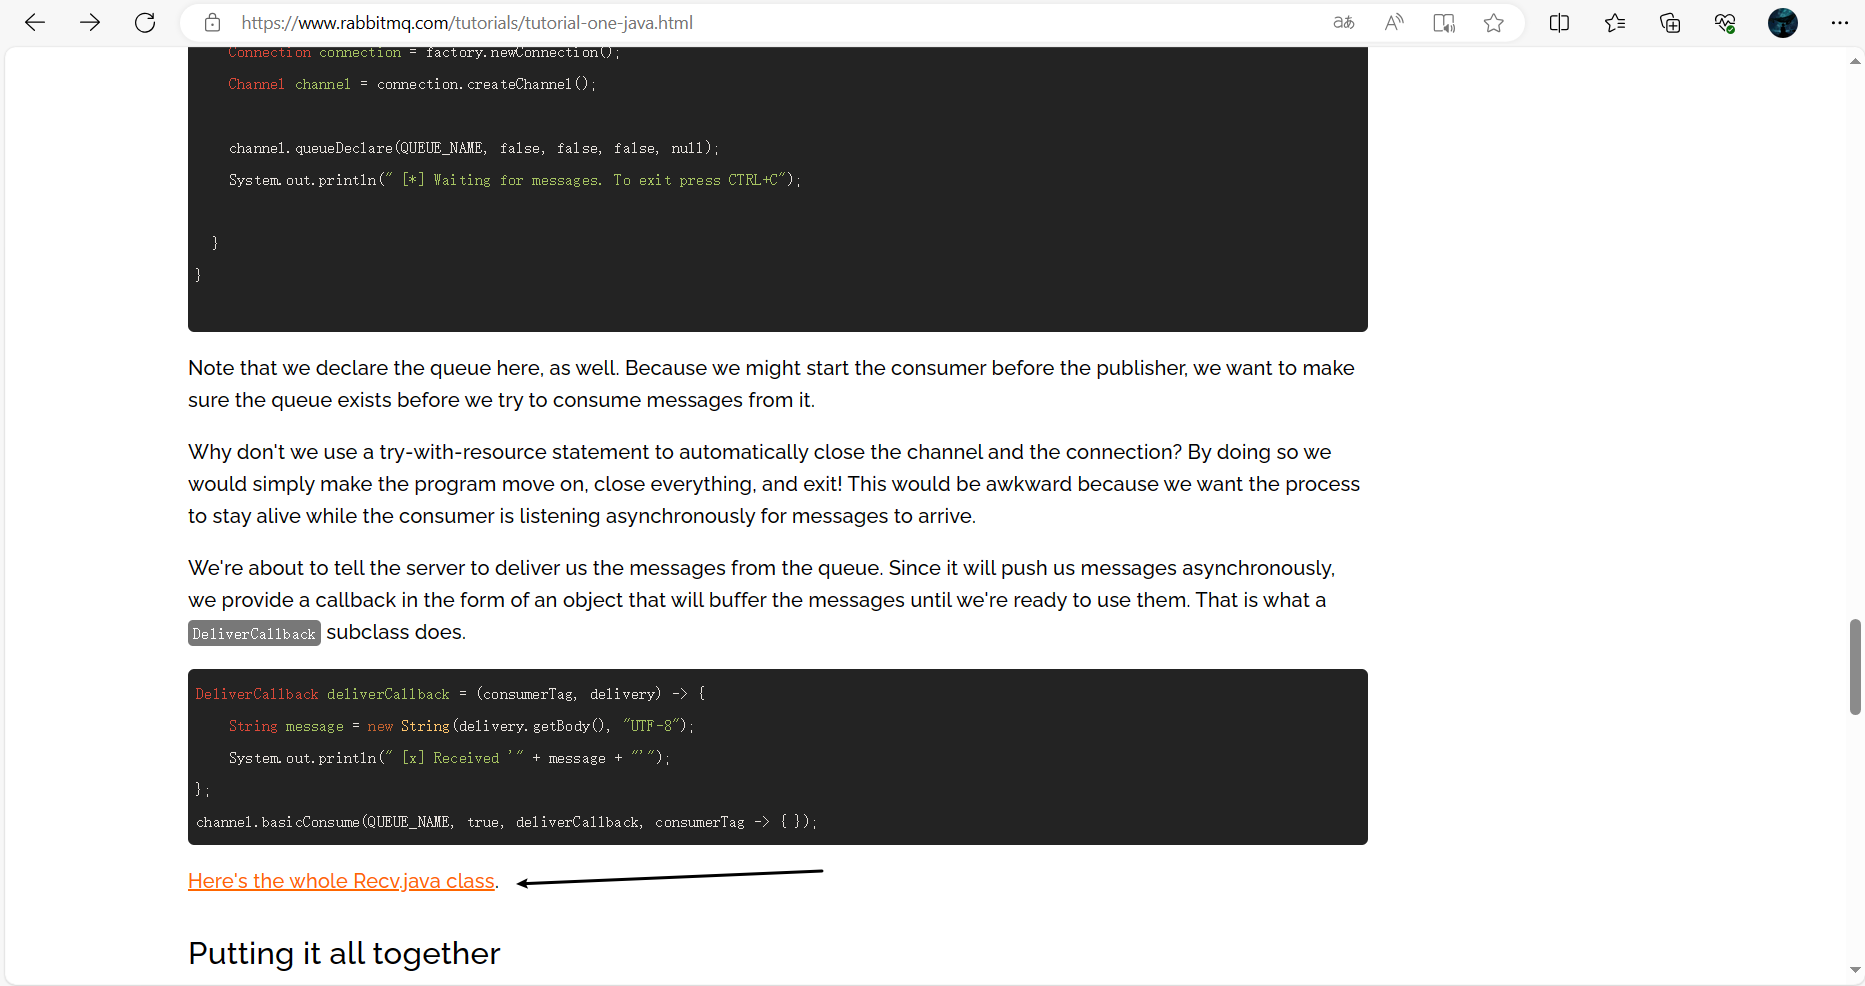 https://www.rabbitmq.com/tutorials/tutorial-one-java.html
Connection connection = factory.newConnection();
Channel channel = connection.createChannel();
channel.queueDeclare(QUEUE_NAME, false, false, false, null);
System.out.println(" [*] Waiting for messages. To exit press CTRL+C");
}
}
Note that we declare the queue here, as well. Because we might start the consumer before the publisher, we want to make
sure the queue exists before we try to consume messages from it.
Why don't we use a try-with-resource statement to automatically close the channel and the connection? By doing so we
would simply make the program move on, close everything, and exit! This would be awkward because we want the process
to stay alive while the consumer is listening asynchronously for messages to arrive.
We're about to tell the server to deliver us the messages from the queue. Since it will push us messages asynchronously,
we provide a callback in the form of an object that will buffer the messages until we're ready to use them. That is what a
DeliverCallback subclass does.
DeliverCallback deliverCallback = (consumerTag, delivery) -> {
String message = new String(delivery.getBody(), "UTF-8");
System.out.println(" [x] Received '" + message + "'");
};
channel.basicConsume(QUEUE_NAME, true, deliverCallback, consumerTag -> { });
Here's the whole Recv.java class.
Putting it all together